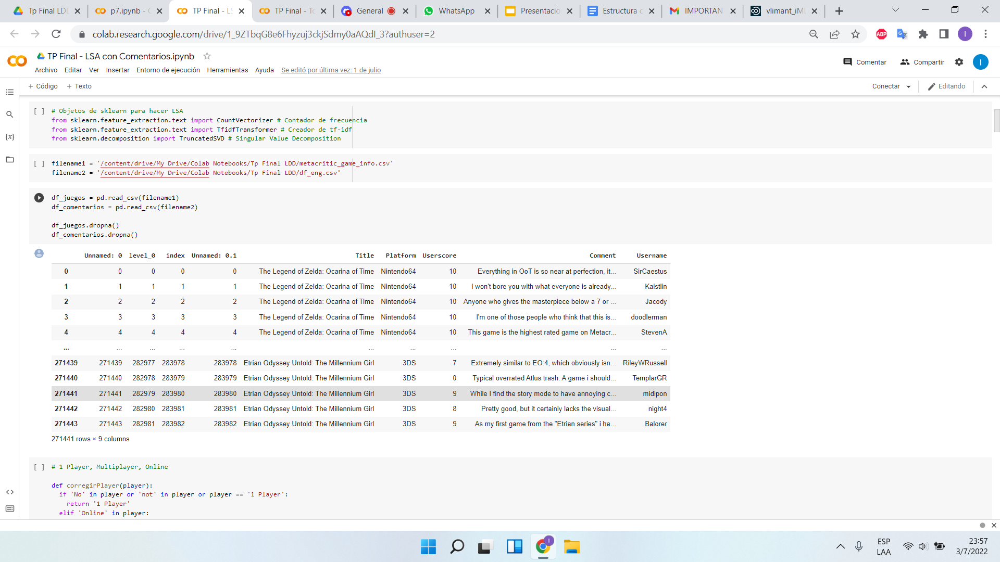 Tp Final LDD
p7.ipynb - C
TP Final - LS
TP Final - To
General
WhatsApp
Presentacio
Estructura c
IMPORTAN
vlimant_iMl
colab.research.google.com/drive/1_9ZTbqG8e6Fhyzuj3ckjSdmy0aAQdI_3?authuser=2
ABP
I
TP Final - LSA con Comentarios.ipynb
Archivo Editar Ver Insertar Entorno de ejecución Herramientas Ayuda Se editó por última vez: 1 de julio
Comentar Compartir I
+ Código + Texto
Conectar Editando
[ ] # Objetos de sklearn para hacer LSA
from sklearn.feature_extraction.text import CountVectorizer # Contador de frecuencia
from sklearn.feature_extraction.text import TfidfTransformer # Creador de tf-idf
from sklearn.decomposition import TruncatedSVD # Singular Value Decomposition
{x}
[ ] filename1 = '/content/drive/My Drive/Colab Notebooks/Tp Final LDD/metacritic_game_info.csv'
filename2 = '/content/drive/My Drive/Colab Notebooks/Tp Final LDD/df_eng.csv'
df_juegos = pd.read_csv(filename1)
df_comentarios = pd.read_csv(filename2)
df_juegos.dropna()
df_comentarios.dropna()
Unnamed: 0 level_0 index Unnamed: 0.1 Title Platform Userscore Comment Username
0 0 0 0 0 The Legend of Zelda: Ocarina of Time Nintendo64 10 Everything in OoT is so near at perfection, it... SirCaestus
1 1 1 1 1 The Legend of Zelda: Ocarina of Time Nintendo64 10 I won't bore you with what everyone is already... Kaistlin
2 2 2 2 2 The Legend of Zelda: Ocarina of Time Nintendo64 10 Anyone who gives the masterpiece below a 7 or ... Jacody
3 3 3 3 3 The Legend of Zelda: Ocarina of Time Nintendo64 10 I'm one of those people who think that this is... doodlerman
4 4 4 4 4 The Legend of Zelda: Ocarina of Time Nintendo64 10 This game is the highest rated game on Metacr... StevenA
... ... ... ... ... ... ... ... ... ...
271439 271439 282977 283978 283978 Etrian Odyssey Untold: The Millennium Girl 3DS 7 Extremely similar to EO:4, which obviously isn... RileyWRussell
271440 271440 282978 283979 283979 Etrian Odyssey Untold: The Millennium Girl 3DS 0 Typical overrated Atlus trash. A game i should... TemplarGR
271441 271441 282979 283980 283980 Etrian Odyssey Untold: The Millennium Girl 3DS 9 While I find the story mode to have annoying c... midipon
271442 271442 282980 283981 283981 Etrian Odyssey Untold: The Millennium Girl 3DS 8 Pretty good, but it certainly lacks the visual... night4
271443 271443 282981 283982 283982 Etrian Odyssey Untold: The Millennium Girl 3DS 9 As my first game from the "Etrian series" i ha... Balorer
271441 rows × 9 columns
[ ] # 1 Player, Multiplayer, Online
def corregirPlayer(player):
if 'No' in player or 'not' in player or player == '1 Player':
return '1 Player'
elif 'Online' in player:
ESP
LAA
23:57
3/7/2022